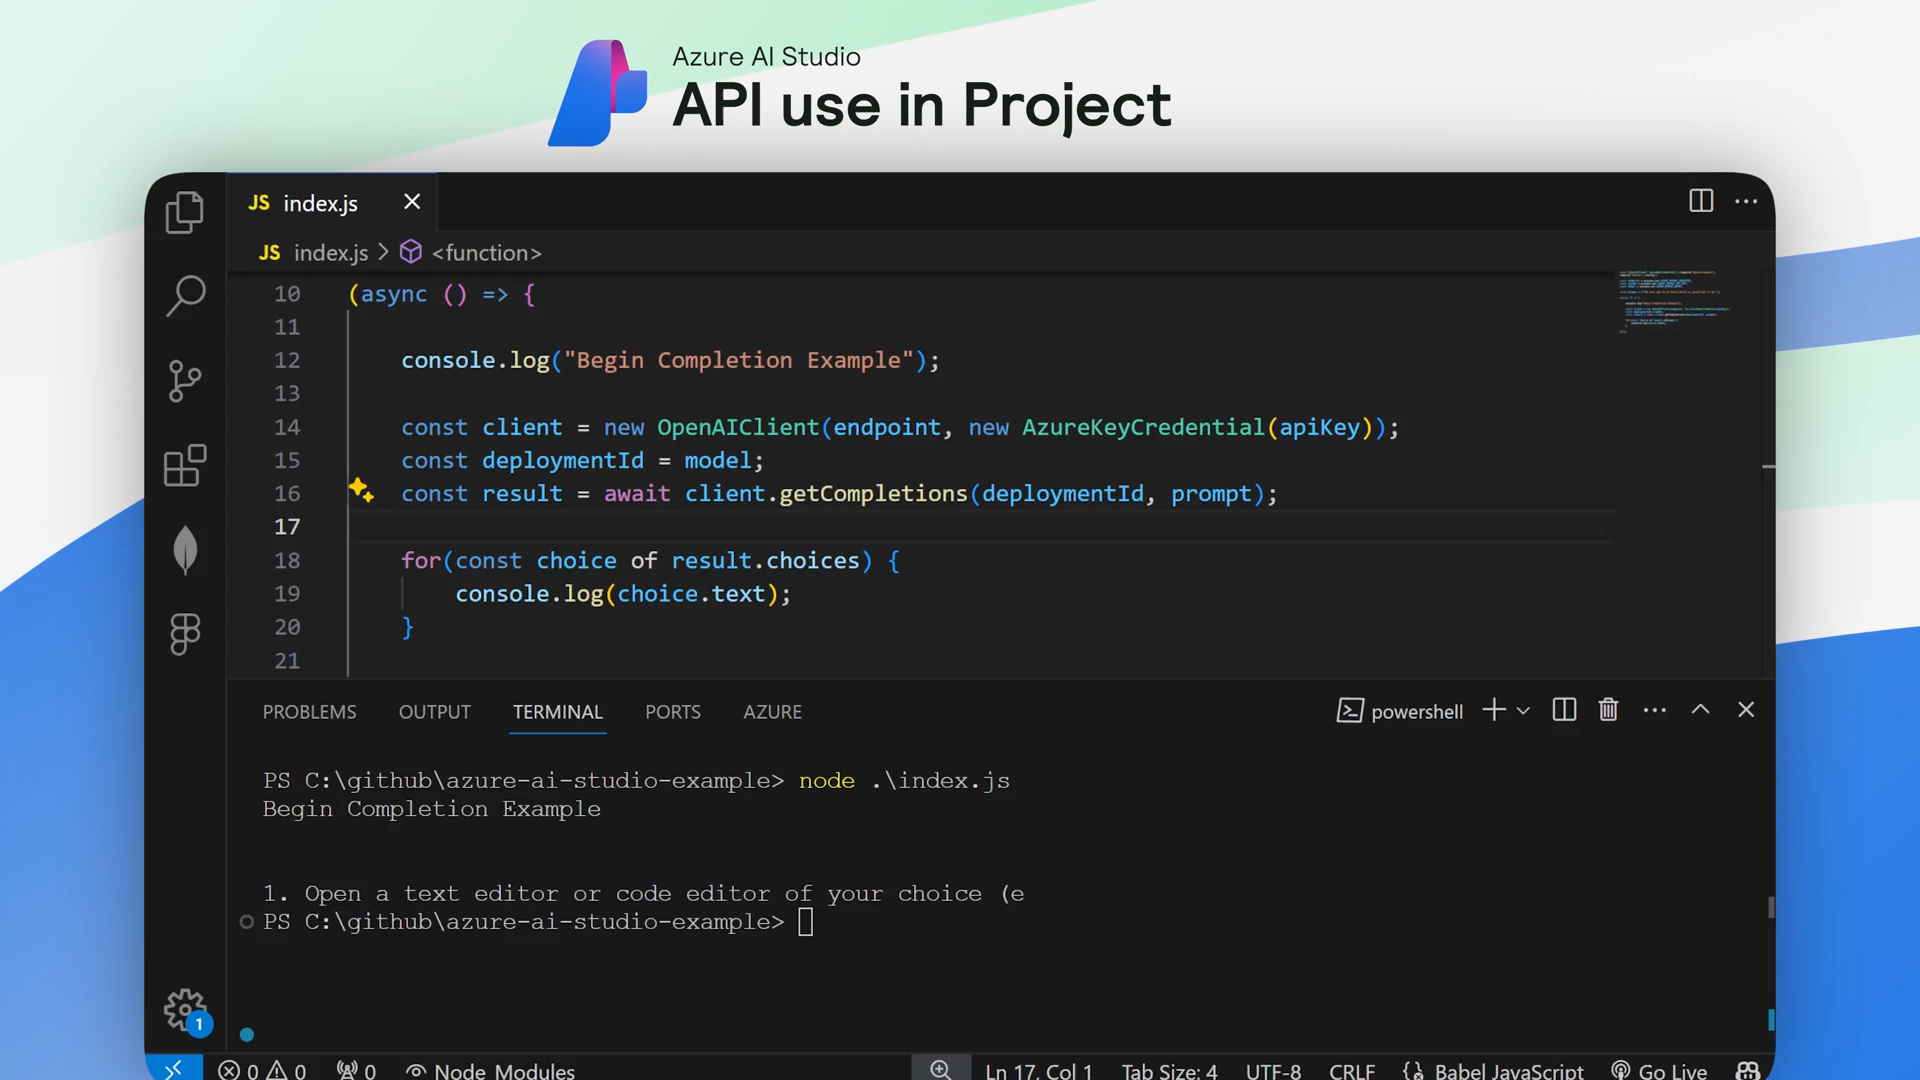 Azure AI Studio
API use in Project
JS index.js
JS index.js > <function>
10 (async () => {
11
12 console.log("Begin Completion Example");
13
14 const client = new OpenAIClient(endpoint, new AzureKeyCredential(apiKey));
15 const deploymentId = model;
16 const result = await client.getCompletions(deploymentId, prompt);
17
18 for(const choice of result.choices) {
19 console.log(choice.text);
20 }
21
PROBLEMS OUTPUT TERMINAL PORTS AZURE powershell
PS C:\github\azure-ai-studio-example> node .\index.js
Begin Completion Example
1. Open a text editor or code editor of your choice (e
PS C:\github\azure-ai-studio-example>
1
0 0 0 Node Modules Ln 17, Col 1 Tab Size: 4 UTF-8 CRLF {} Babel JavaScript Go Live